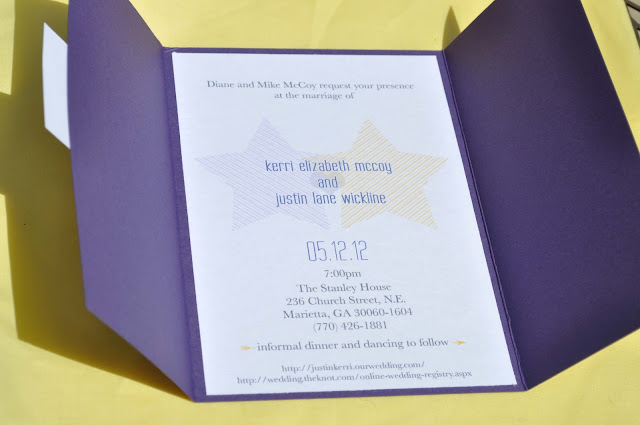 Diane and Mike McCoy request your presence
at the marriage of
kerri elizabeth mccoy
and
justin lane wickline
05.12.12
7:00pm
The Stanley House
236 Church Street, N.E.
Marietta, GA 30060-1604
(770) 426-1881
informal dinner and dancing to follow
http://justinkerri.ourwedding.com/
http://wedding.theknot.com/online-wedding-registry.aspx